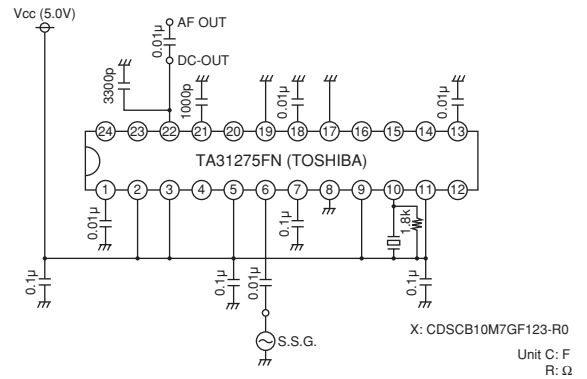 Vcc (5.0V)
AF OUT
0.01μ
DC-OUT
3300p
1000p
0.01μ
0.01μ
24 23 22 21 20 19 18 17 16 15 14 13
TA31275FN (TOSHIBA)
1 2 3 4 5 6 7 8 9 10 11 12
0.01μ
0.1μ
1.8k
0.1μ
0.1μ
0.01μ
0.1μ
S.S.G.
X: CDSCB10M7GF123-R0
Unit C: F
R: Ω